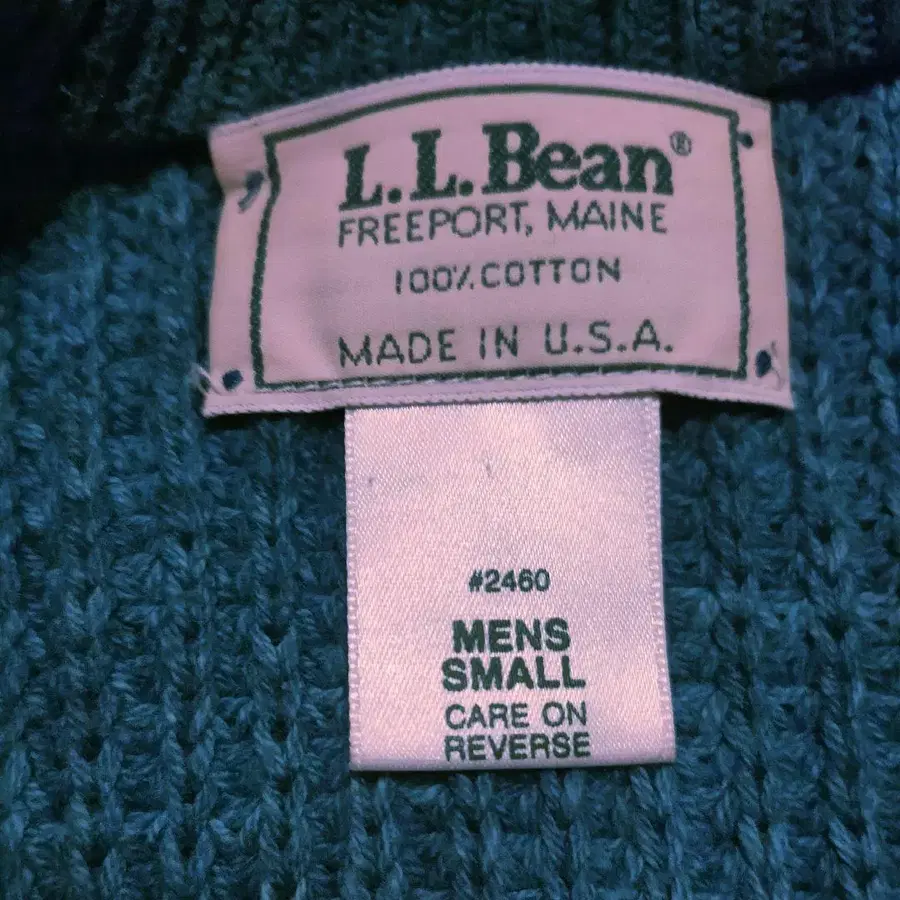 L.L.Bean®
FREEPORT, MAINE
100% COTTON
MADE IN U.S.A.
#2460
MENS
SMALL
CARE ON
REVERSE